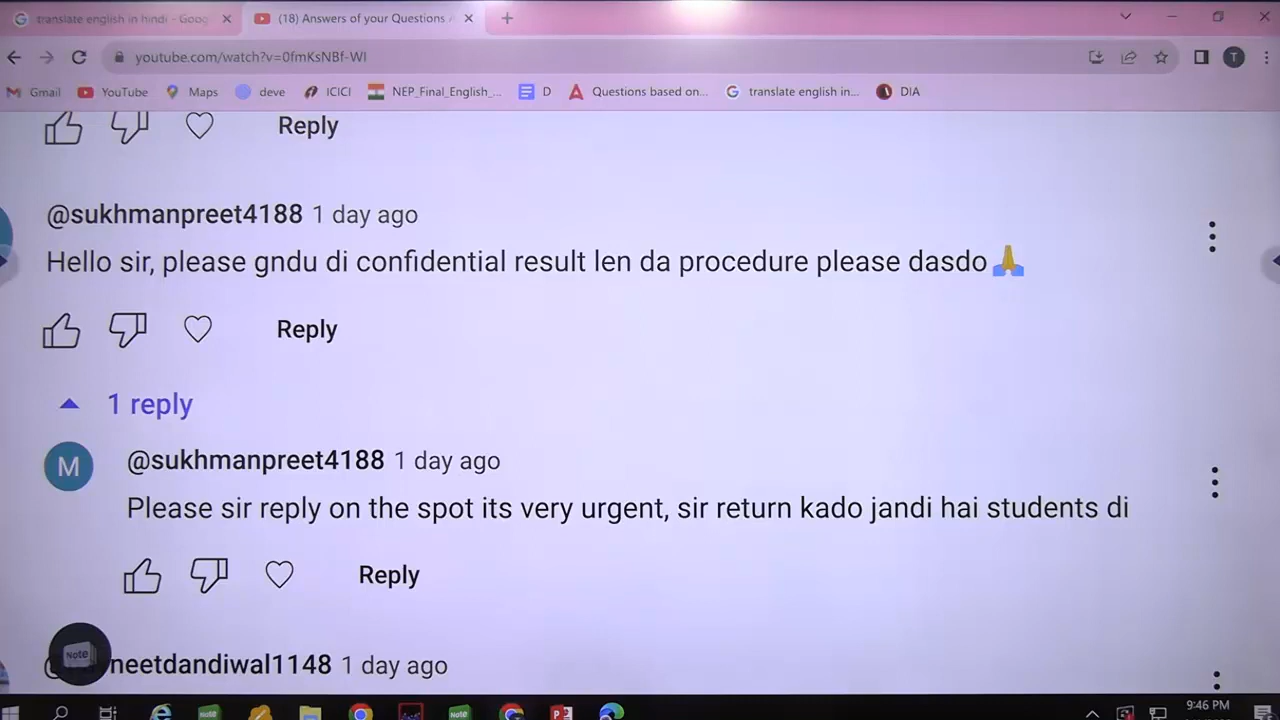 translate english in hindi - Goog
(18) Answers of your Questions
youtube.com/watch?v=0fmKsNBf-WI
T
Gmail
YouTube
Maps
deve
ICICI
NEP_Final_English_...
D
Questions based on...
translate english in...
DIA
Reply
@sukhmanpreet4188 1 day ago
Hello sir, please gndu di confidential result len da procedure please dasdo🙏
Reply
1 reply
M
@sukhmanpreet4188 1 day ago
Please sir reply on the spot its very urgent, sir return kado jandi hai students di
Reply
Note
neetdandiwal1148 1 day ago
9:46 PM